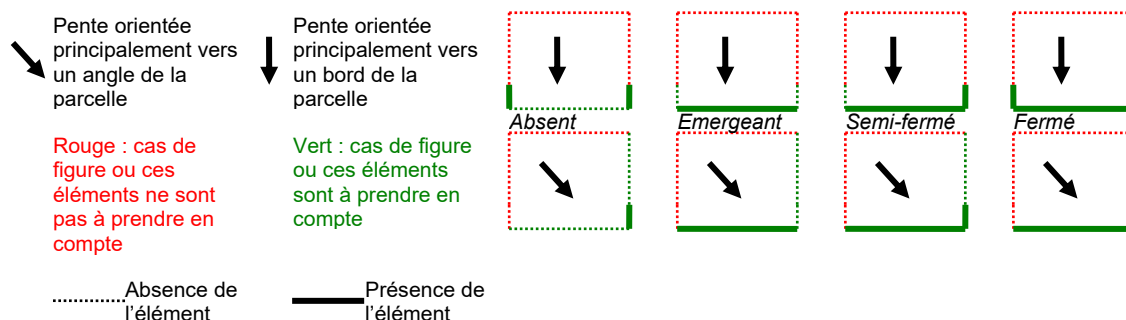 Pente orientée
principalement vers
un angle de la
parcelle
Pente orientée
principalement vers
un bord de la
parcelle
Rouge : cas de
figure ou ces
éléments ne sont
pas à prendre en
compte
Vert : cas de figure
ou ces éléments
sont à prendre en
compte
Absence de
l'élément
Présence de
l'élément
Absent
Emergeant
Semi-fermé
Fermé